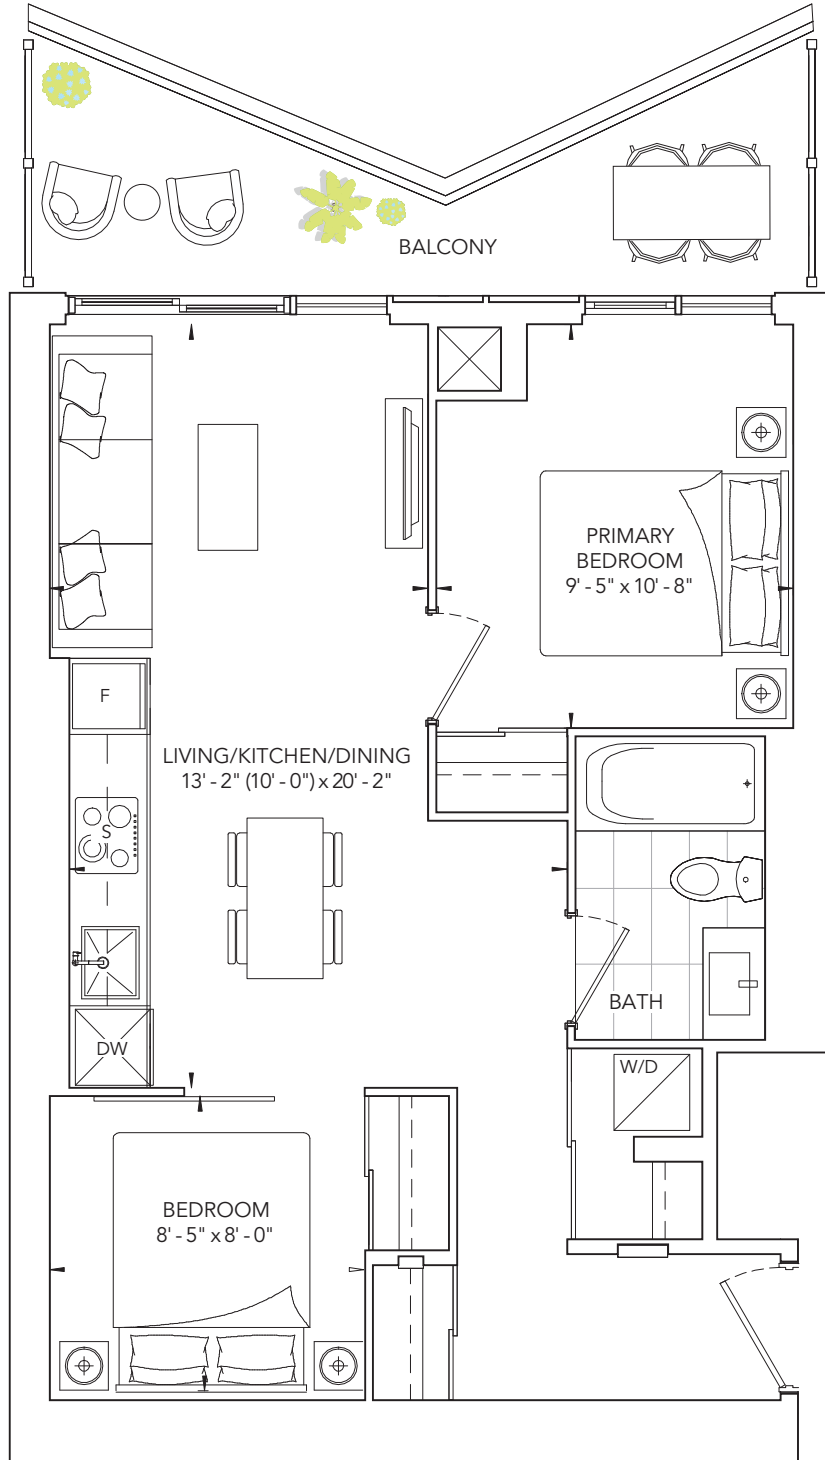 BALCONY
PRIMARY
BEDROOM
9' - 5" x 10' - 8"
F
LIVING/KITCHEN/DINING
13' - 2" (10' - 0") x 20' - 2"
S
BATH
DW
W/D
BEDROOM
8' - 5" x 8' - 0"